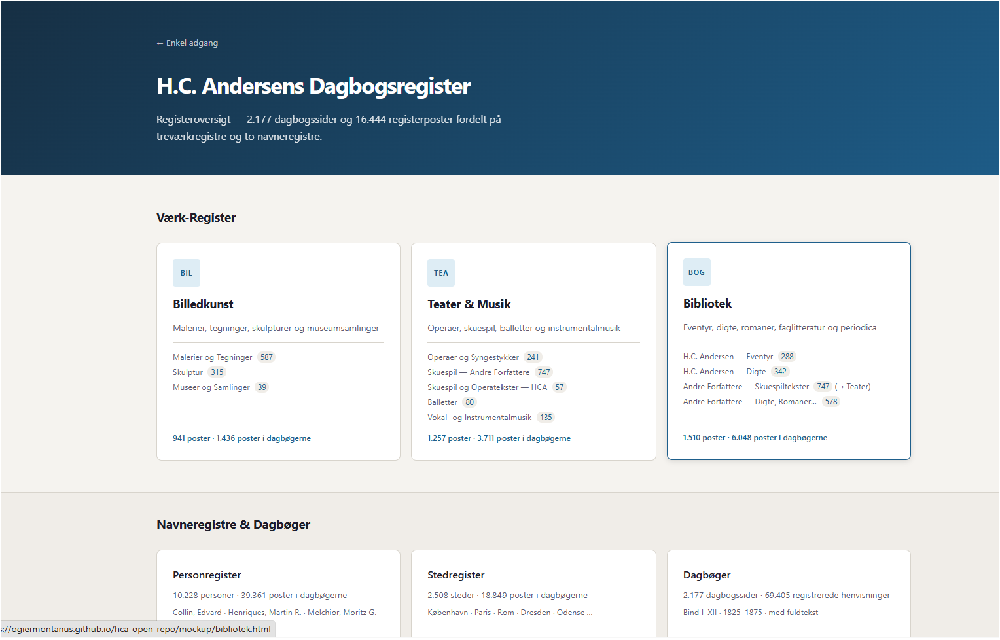 ← Enkel adgang
H.C. Andersens Dagbogsregister
Registeroversigt — 2.177 dagbogssider og 16.444 registerposter fordelt på
treværkregistre og to navneregistre.
Værk-Register
BIL
Billedkunst
Malerier, tegninger, skulpturer og museumsamlinger
Malerier og Tegninger 587
Skulptur 315
Museer og Samlinger 39
941 poster · 1.436 poster i dagbøgerne
TEA
Teater & Musik
Operaer, skuespil, balletter og instrumentalmusik
Operaer og Syngestykker 241
Skuespil — Andre Forfattere 747
Skuespil og Operatekster — HCA 57
Balletter 80
Vokal- og Instrumentalmusik 135
1.257 poster · 3.711 poster i dagbøgerne
BOG
Bibliotek
Eventyr, digte, romaner, faglitteratur og periodica
H.C. Andersen — Eventyr 288
H.C. Andersen — Digte 342
Andre Forfattere — Skuespiltekster 747 (→ Teater)
Andre Forfattere — Digte, Romaner... 578
1.510 poster · 6.048 poster i dagbøgerne
Navneregistre & Dagbøger
Personregister
10.228 personer · 39.361 poster i dagbøgerne
Collin, Edvard · Henriques, Martin R. · Melchior, Moritz G.
Stedregister
2.508 steder · 18.849 poster i dagbøgerne
København · Paris · Rom · Dresden · Odense ...
Dagbøger
2.177 dagbogssider · 69.405 registrerede henvisninger
Bind I–XII · 1825–1875 · med fuldtekst
://ogiermontanus.github.io/hca-open-repo/mockup/bibliotek.html